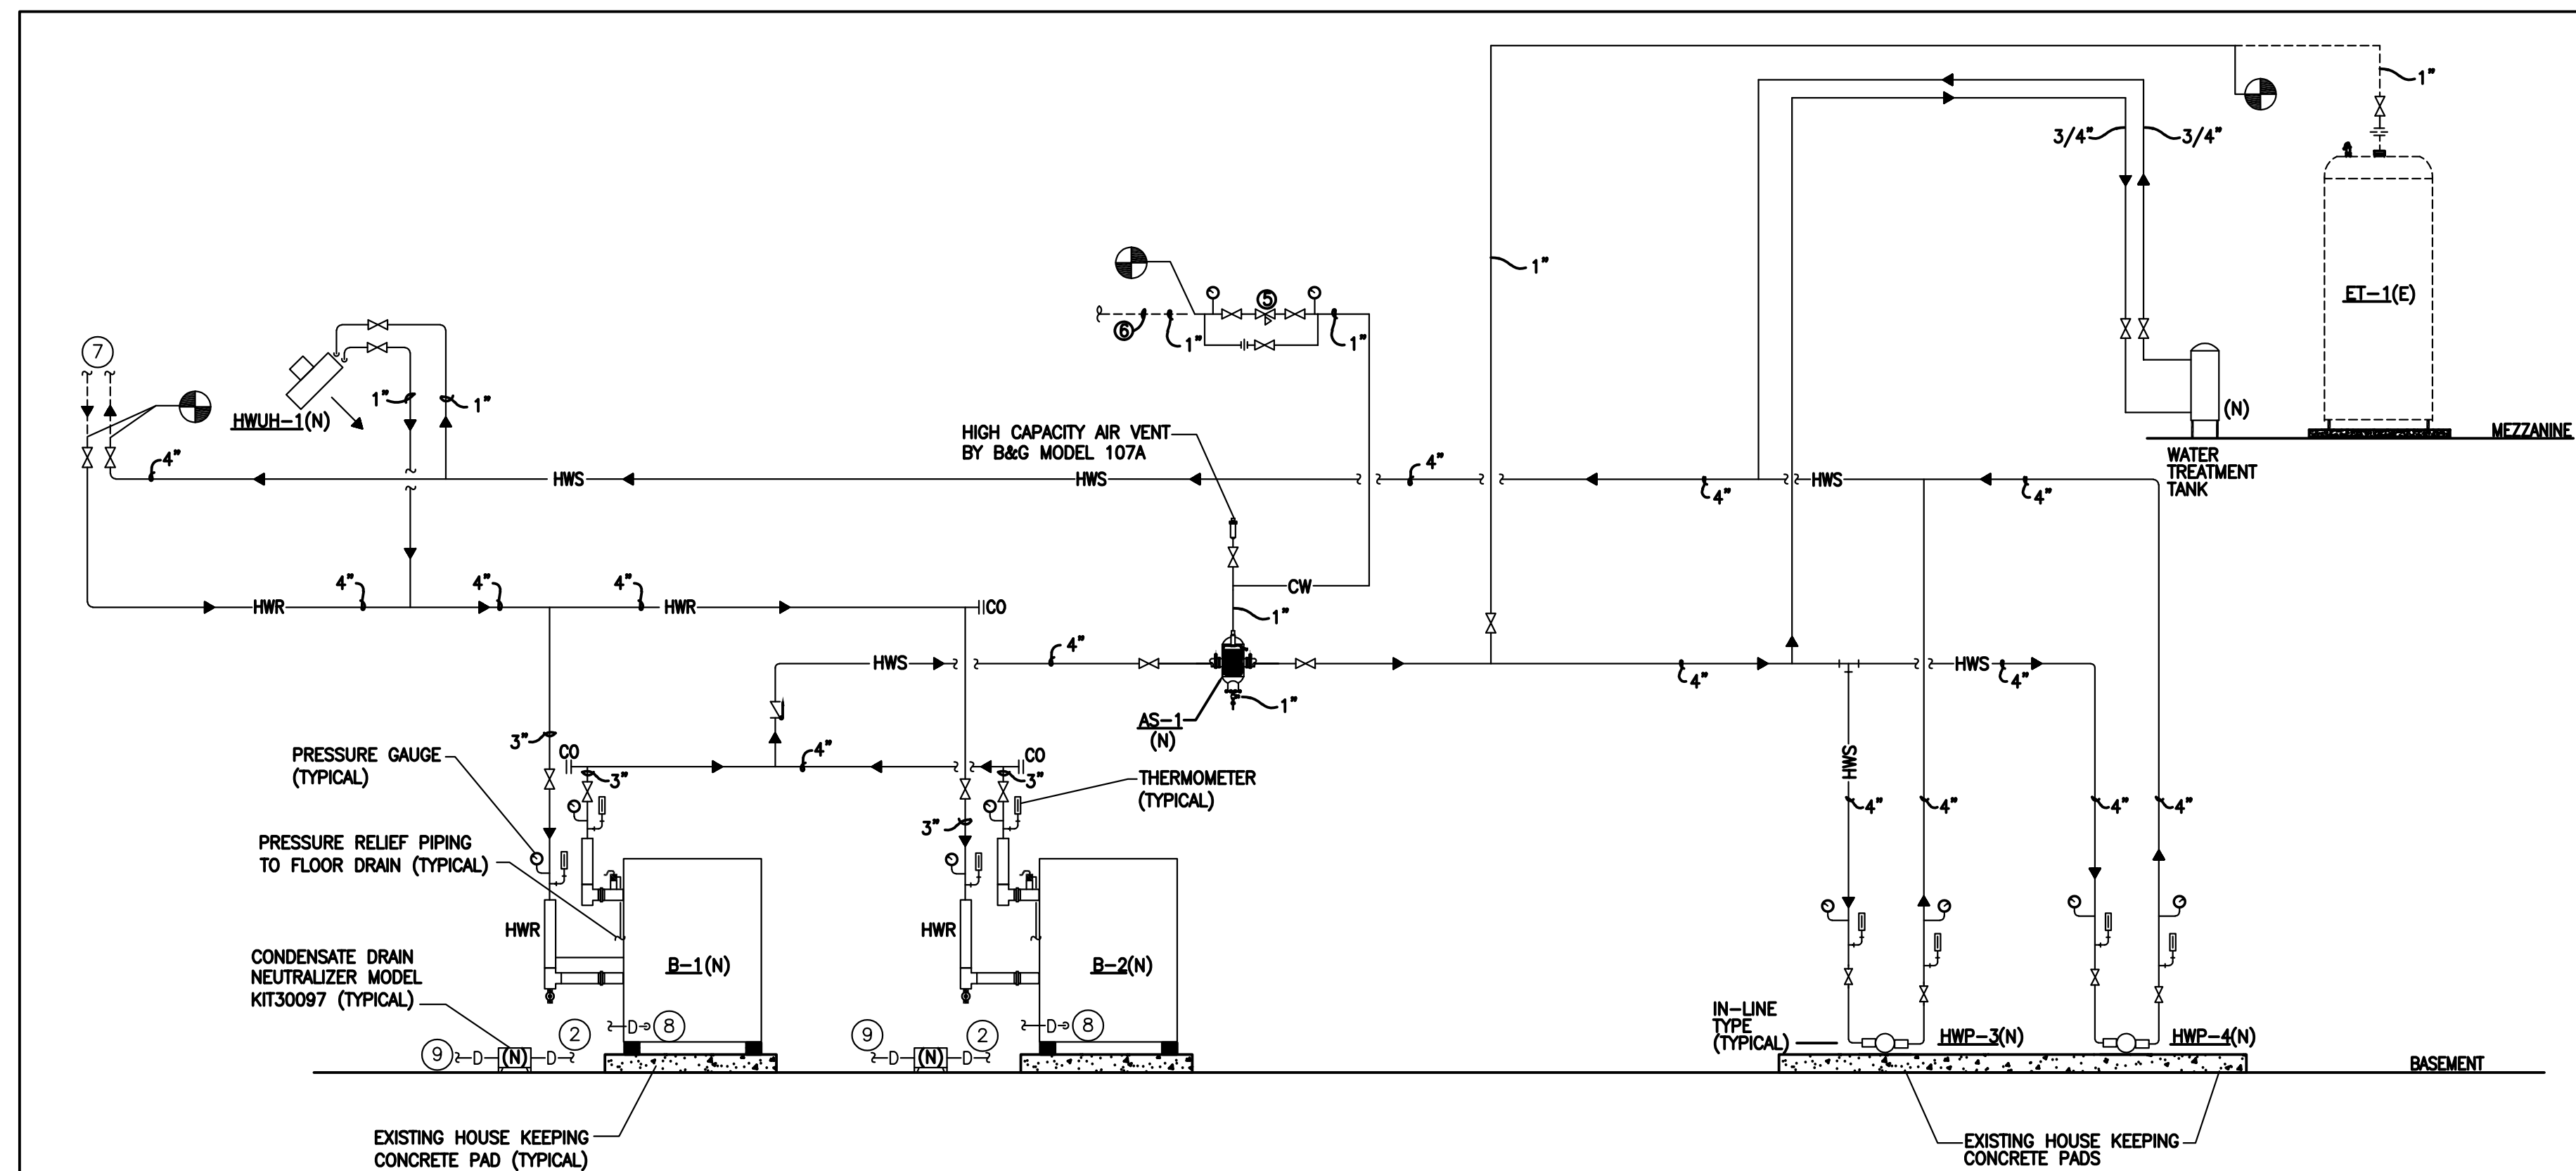 1"
3/4" 3/4"
1"
ET-1(E)
5
6
1" 1"
7
1" 1"
HWUH-1(N)
(N)
MEZZANINE
HIGH CAPACITY AIR VENT
BY B&G MODEL 107A
WATER
TREATMENT
TANK
4"
HWS HWS 4" 4" HWS 4"
CW
4" 4" 4"
HWR HWR CO
1"
HWS 4" 4" HWS 4"
1"
AS-1
(N)
3" CO 4" CO
PRESSURE GAUGE
(TYPICAL)
3" 3"
THERMOMETER
(TYPICAL)
HWS
4" 4" 4" 4"
3"
PRESSURE RELIEF PIPING
TO FLOOR DRAIN (TYPICAL)
HWR HWR
CONDENSATE DRAIN
NEUTRALIZER MODEL
KIT30097 (TYPICAL)
B-1(N) B-2(N)
IN-LINE
TYPE
(TYPICAL)
HWP-3(N) HWP-4(N)
2 D 8 9 2 D 8
9 D (N) D D (N) D
BASEMENT
EXISTING HOUSE KEEPING
CONCRETE PAD (TYPICAL)
EXISTING HOUSE KEEPING
CONCRETE PADS